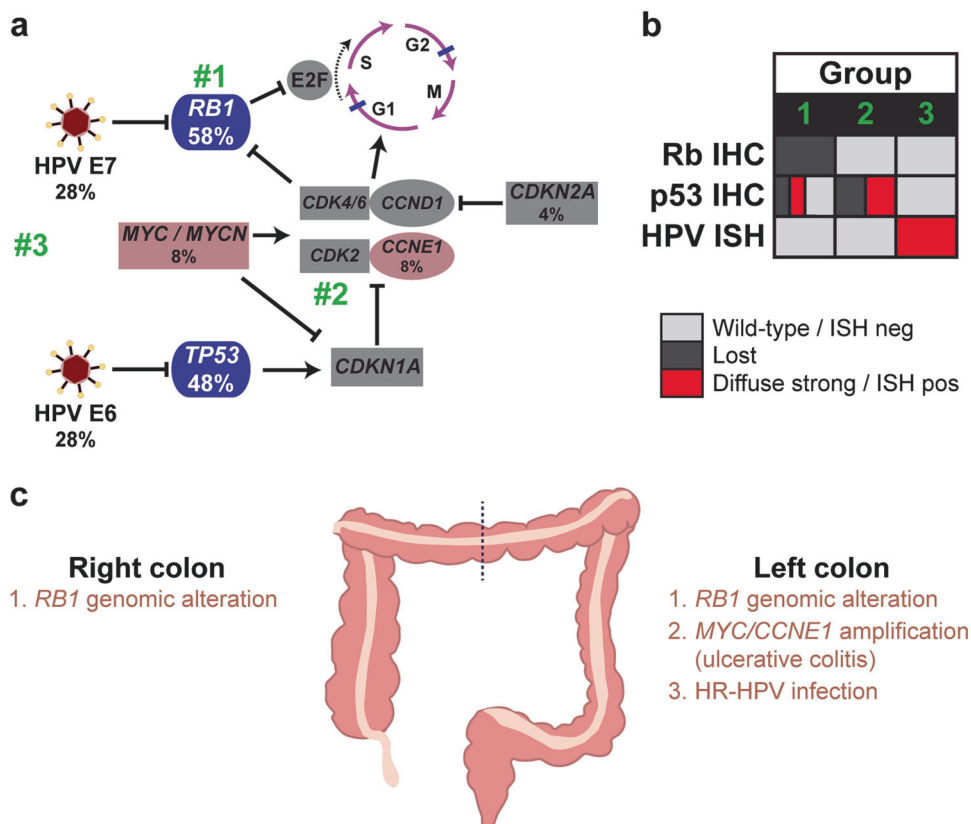 a
#1
RB1
58%
E2F
S
G2
M
G1
HPV E7
28%
CDK4/6
CCND1
CDKN2A
4%
#3
MYC / MYCN
8%
CDK2
CCNE1
8%
#2
TP53
48%
CDKN1A
HPV E6
28%
b
Group
1 2 3
Rb IHC
p53 IHC
HPV ISH
Wild-type / ISH neg
Lost
Diffuse strong / ISH pos
c
Right colon
1. RB1 genomic alteration
Left colon
1. RB1 genomic alteration
2. MYC/CCNE1 amplification
(ulcerative colitis)
3. HR-HPV infection